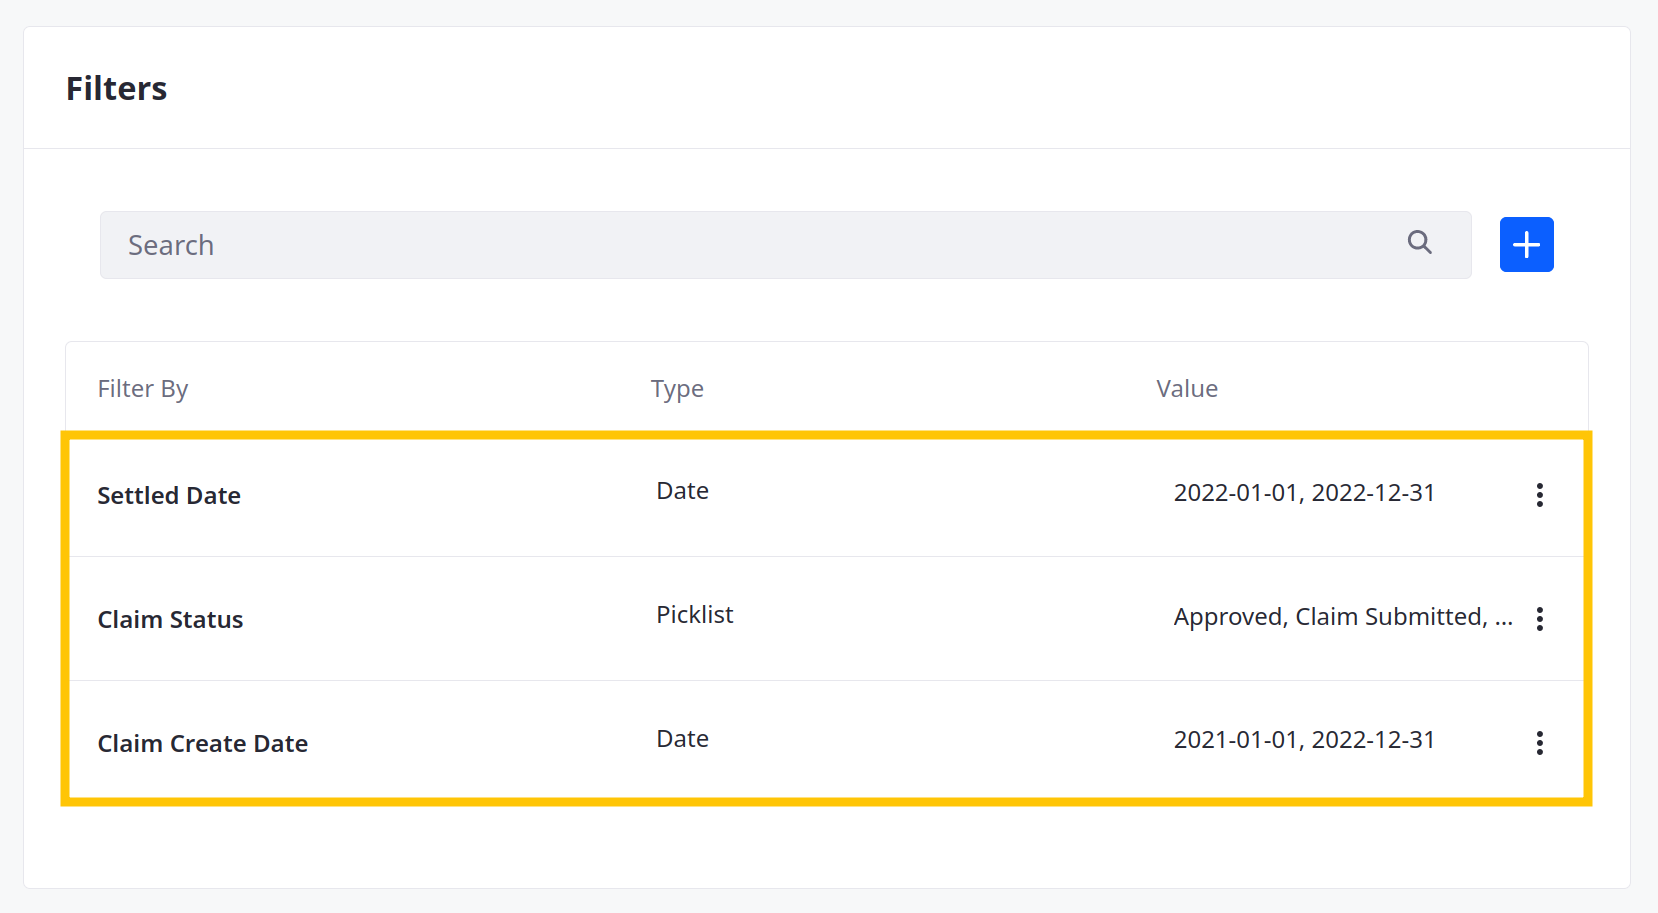 Filters
Search
Filter By Type Value
Settled Date Date 2022-01-01, 2022-12-31
Claim Status Picklist Approved, Claim Submitted, ...
Claim Create Date Date 2021-01-01, 2022-12-31